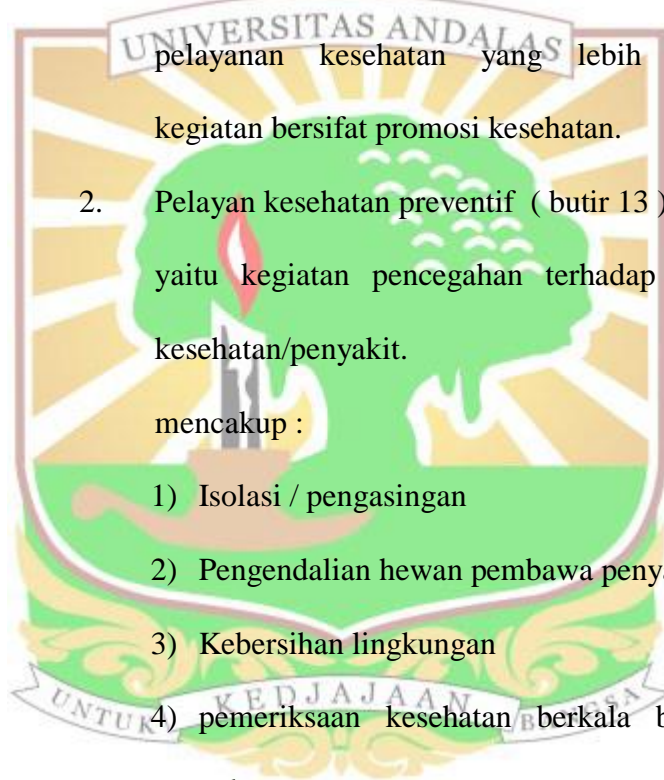 UNIVERSITAS ANDALAS
pelayanan kesehatan yang lebih
kegiatan bersifat promosi kesehatan.
2. Pelayan kesehatan preventif ( butir 13 )
yaitu kegiatan pencegahan terhadap
kesehatan/penyakit.
mencakup :
1) Isolasi / pengasingan
2) Pengendalian hewan pembawa
3) Kebersihan lingkungan
4) pemeriksaan kesehatan berkala
UNTUK KEDJAJAAN BANGSA